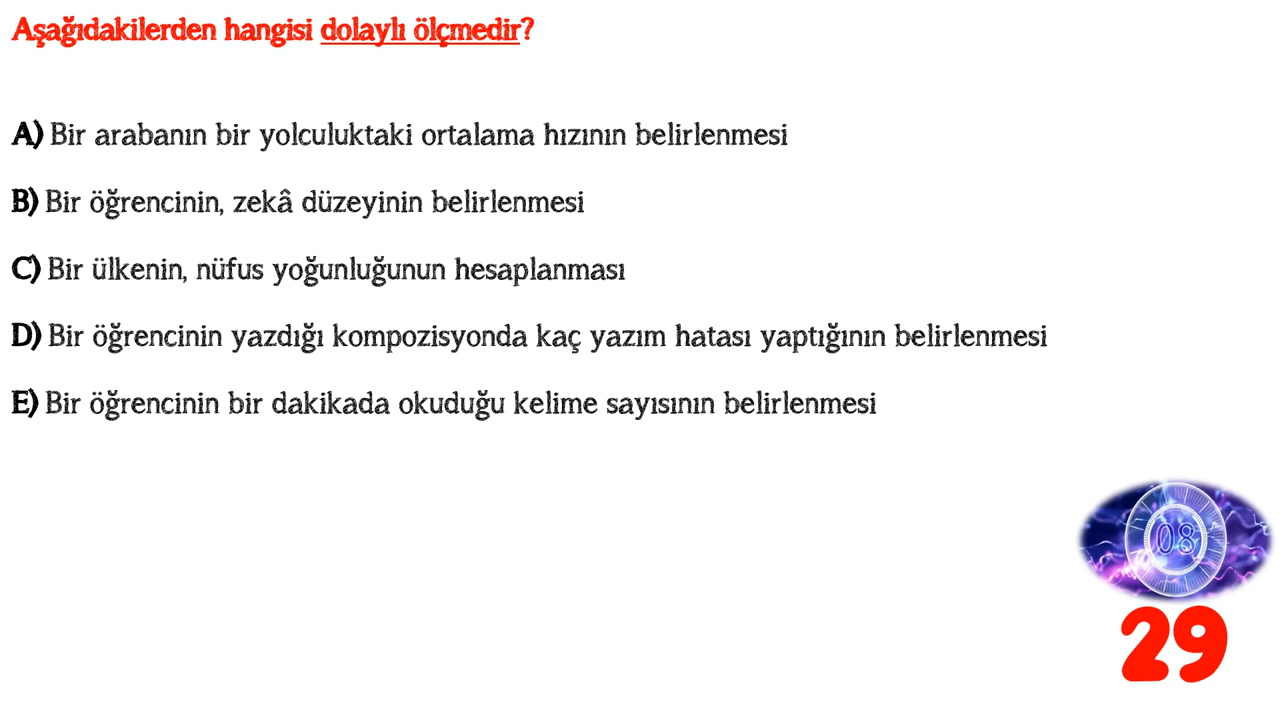 Aşağıdakilerden hangisi dolaylı ölçmedir?
A) Bir arabanın bir yolculuktaki ortalama hızının belirlenmesi
B) Bir öğrencinin, zekâ düzeyinin belirlenmesi
C) Bir ülkenin, nüfus yoğunluğunun hesaplanması
D) Bir öğrencinin yazdığı kompozisyonda kaç yazım hatası yaptığının belirlenmesi
E) Bir öğrencinin bir dakikada okuduğu kelime sayısının belirlenmesi
08
29